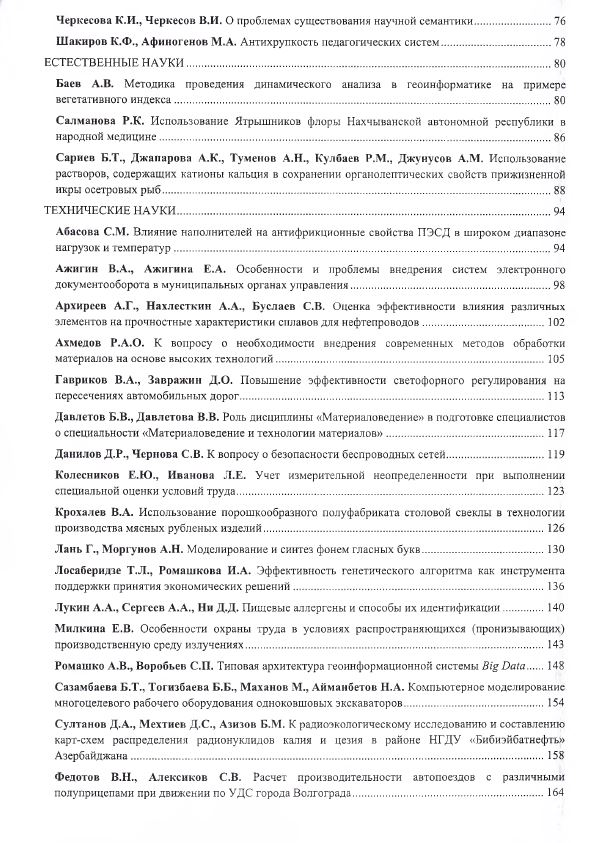 Черкесова К.И., Черкесов В.И. О проблемах существования научной семантики ........ 76
Шакиров К.Ф., Афиногенов М.А. Антихрупкость педагогических систем ........ 78
ЕСТЕСТВЕННЫЕ НАУКИ ........ 80
Баев А.В. Методика проведения динамического анализа в геоинформатике на примере
вегетативного индекса ........ 80
Салманова Р.К. Использование Ятрышников флоры Нахчыванской автономной республики в
народной медицине ........ 86
Сариев Б.Т., Джапарова А.К., Туменов А.Н., Кулбаев Р.М., Джунусов А.М. Использование
растворов, содержащих катионы кальция в сохранении органолептических свойств прижизненной
икры осетровых рыб ........ 88
ТЕХНИЧЕСКИЕ НАУКИ ........ 94
Абасова С.М. Влияние наполнителей на антифрикционные свойства ПЭСД в широком диапазоне
нагрузок и температур ........ 94
Ажигин В.А., Ажигина Е.А. Особенности и проблемы внедрения систем электронного
документооборота в муниципальных органах управления ........ 98
Архиреев А.Г., Нахлесткин А.А., Буслаев С.В. Оценка эффективности влияния различных
элементов на прочностные характеристики сплавов для нефтепроводов ........ 102
Ахмедов Р.А.О. К вопросу о необходимости внедрения современных методов обработки
материалов на основе высоких технологий ........ 105
Гавриков В.А., Завражин Д.О. Повышение эффективности светофорного регулирования на
пересечениях автомобильных дорог ........ 113
Давлетов Б.В., Давлетова В.В. Роль дисциплины «Материаловедение» в подготовке специалистов
о специальности «Материаловедение и технологии материалов» ........ 117
Данилов Д.Р., Чернова С.В. К вопросу о безопасности беспроводных сетей ........ 119
Колесников Е.Ю., Иванова Л.Е. Учет измерительной неопределенности при выполнении
специальной оценки условий труда ........ 123
Крохалев В.А. Использование порошкообразного полуфабриката столовой свеклы в технологии
производства мясных рубленых изделий ........ 126
Лань Г., Моргунов А.Н. Моделирование и синтез фонем гласных букв ........ 130
Лосаберидзе Т.Л., Ромашкова И.А. Эффективность генетического алгоритма как инструмента
поддержки принятия экономических решений ........ 136
Лукин А.А., Сергеев А.А., Ни Д.Д. Пищевые аллергены и способы их идентификации ........ 140
Милкина Е.В. Особенности охраны труда в условиях распространяющихся (пронизывающих)
производственную среду излучениях ........ 143
Ромашко А.В., Воробьев С.П. Типовая архитектура геоинформационной системы Big Data ...... 148
Сазамбаева Б.Т., Тогизбаева Б.Б., Маханов М., Айманбетов Н.А. Компьютерное моделирование
многоцелевого рабочего оборудования одноковшовых экскаваторов ........ 154
Султанов Д.А., Мехтиев Д.С., Азизов Б.М. К радиоэкологическому исследованию и составлению
карт-схем распределения радионуклидов калия и цезия в районе НГДУ «Бибиэйбатнефть»
Азербайджана ........ 158
Федотов В.Н., Алексиков С.В. Расчет производительности автопоездов с различными
полуприцепами при движении по УДС города Волгограда ........ 164